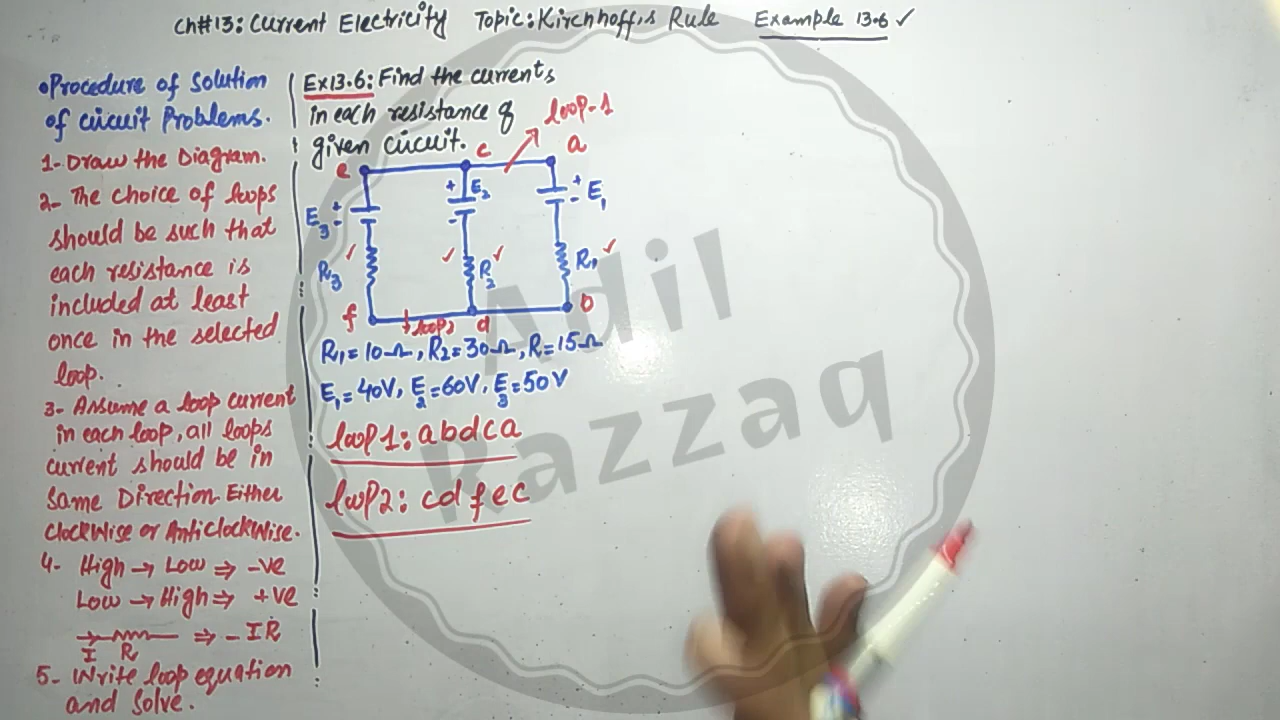 Ch#13: Current Electricity Topic: Kirchhoff,s Rule Example 13.6 ✓
•Procedure of Solution
of circuit Problems.
1- Draw the Diagram.
2- The choice of loops
should be such that
each resistance is
included at least
once in the selected
loop.
3- Assume a loop current
in each loop, all loops
current should be in
Same Direction Either
Clockwise or Anticlockwise.
4- High → Low ⇒ -ve
Low → High ⇒ +ve
I R ⇒ - IR
5- Write loop equation
and solve.
Ex13.6: Find the currents
in each resistance of
given circuit.
loop-1
e c a
E3 + -
+ E2 -
+ - E1
R3 R2 R1
f d b
loop2
R1=10Ω, R2=30Ω, R=15Ω
E1=40V, E2=60V, E3=50V
loop1: abdca
loop2: cdfec
Adil
Razzaq